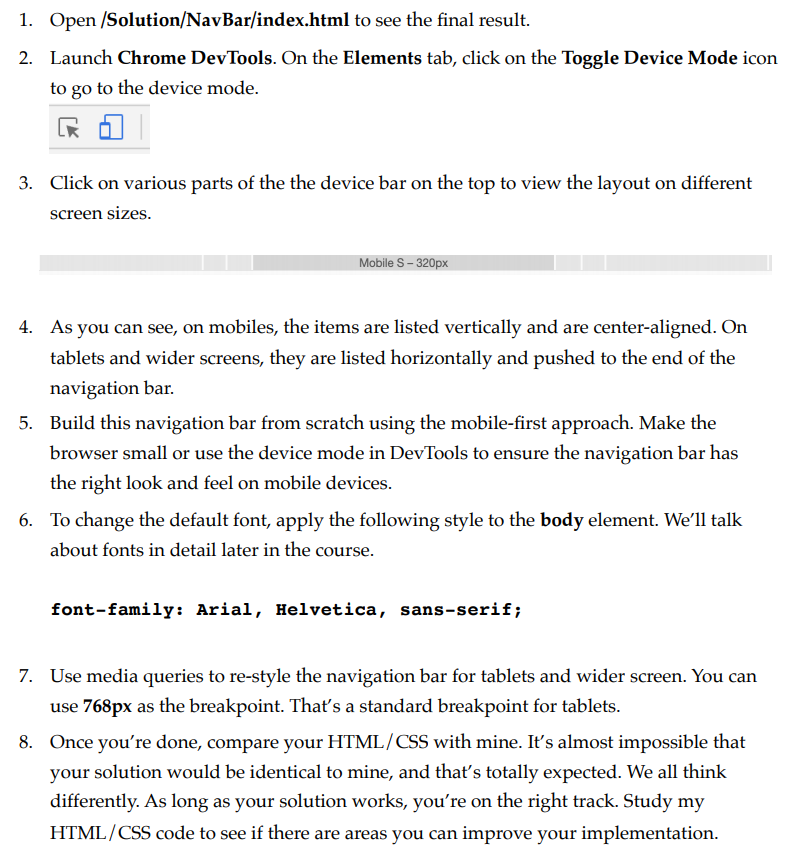 1. Open /Solution/NavBar/index.html to see the final result.
2. Launch Chrome DevTools. On the Elements tab, click on the Toggle Device Mode icon
to go to the device mode.
3. Click on various parts of the the device bar on the top to view the layout on different
screen sizes.
Mobile S – 320px
4. As you can see, on mobiles, the items are listed vertically and are center-aligned. On
tablets and wider screens, they are listed horizontally and pushed to the end of the
navigation bar.
5. Build this navigation bar from scratch using the mobile-first approach. Make the
browser small or use the device mode in DevTools to ensure the navigation bar has
the right look and feel on mobile devices.
6. To change the default font, apply the following style to the body element. We'll talk
about fonts in detail later in the course.
font-family: Arial, Helvetica, sans-serif;
7. Use media queries to re-style the navigation bar for tablets and wider screen. You can
use 768px as the breakpoint. That's a standard breakpoint for tablets.
8. Once you're done, compare your HTML/CSS with mine. It's almost impossible that
your solution would be identical to mine, and that's totally expected. We all think
differently. As long as your solution works, you're on the right track. Study my
HTML/CSS code to see if there are areas you can improve your implementation.